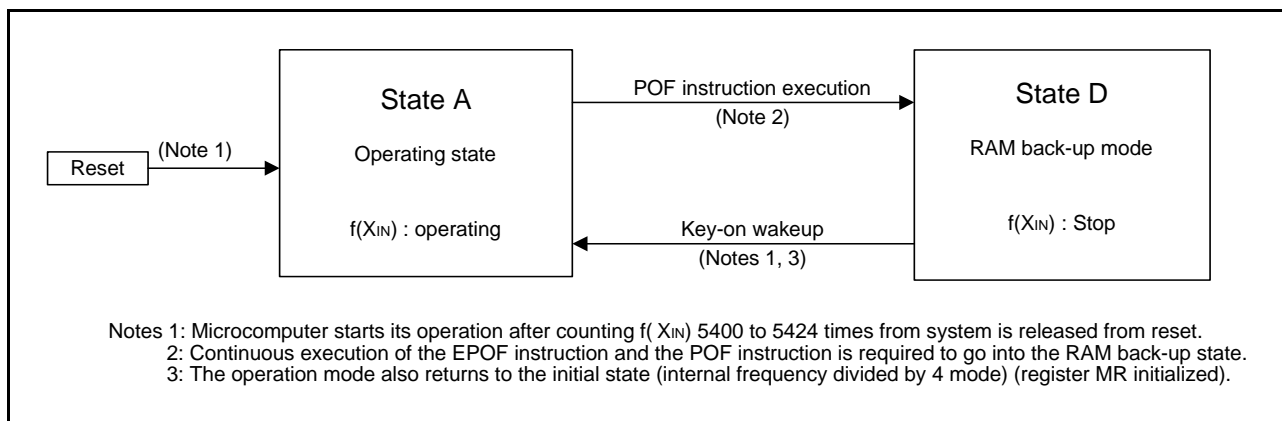 State A
Operating state
f(XIN) : operating
POF instruction execution
(Note 2)
State D
RAM back-up mode
f(XIN) : Stop
Reset
(Note 1)
Key-on wakeup
(Notes 1, 3)
Notes 1: Microcomputer starts its operation after counting f( XIN) 5400 to 5424 times from system is released from reset.
2: Continuous execution of the EPOF instruction and the POF instruction is required to go into the RAM back-up state.
3: The operation mode also returns to the initial state (internal frequency divided by 4 mode) (register MR initialized).